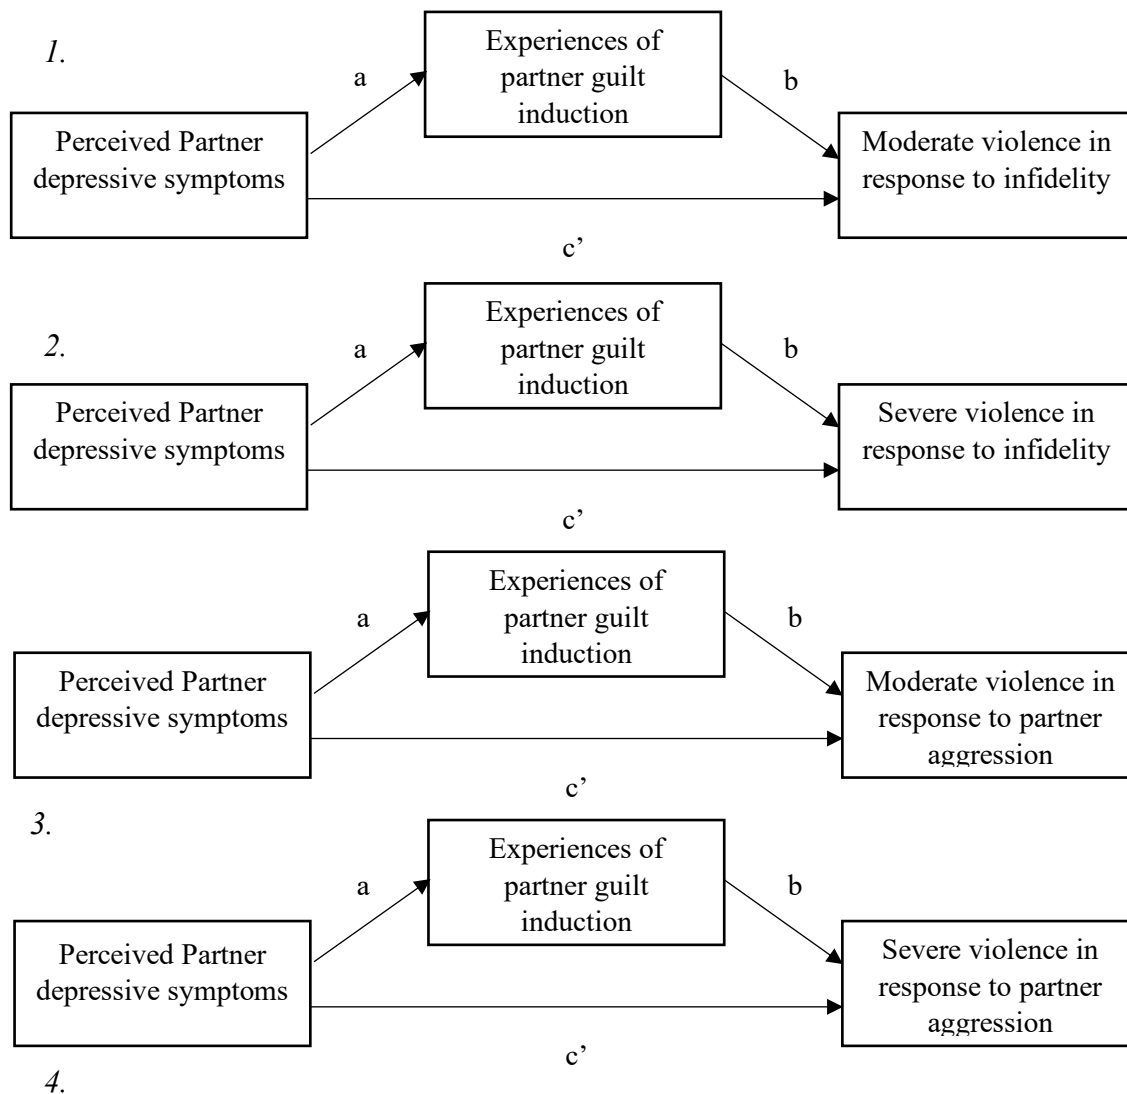 1.
Experiences of
partner guilt
induction
a
b
Perceived Partner
depressive symptoms
Moderate violence in
response to infidelity
c’
2.
Experiences of
partner guilt
induction
a
b
Perceived Partner
depressive symptoms
Severe violence in
response to infidelity
c’
Experiences of
partner guilt
induction
a
b
Perceived Partner
depressive symptoms
Moderate violence in
response to partner
aggression
c’
3.
Experiences of
partner guilt
induction
a
b
Perceived Partner
depressive symptoms
Severe violence in
response to partner
aggression
c’
4.